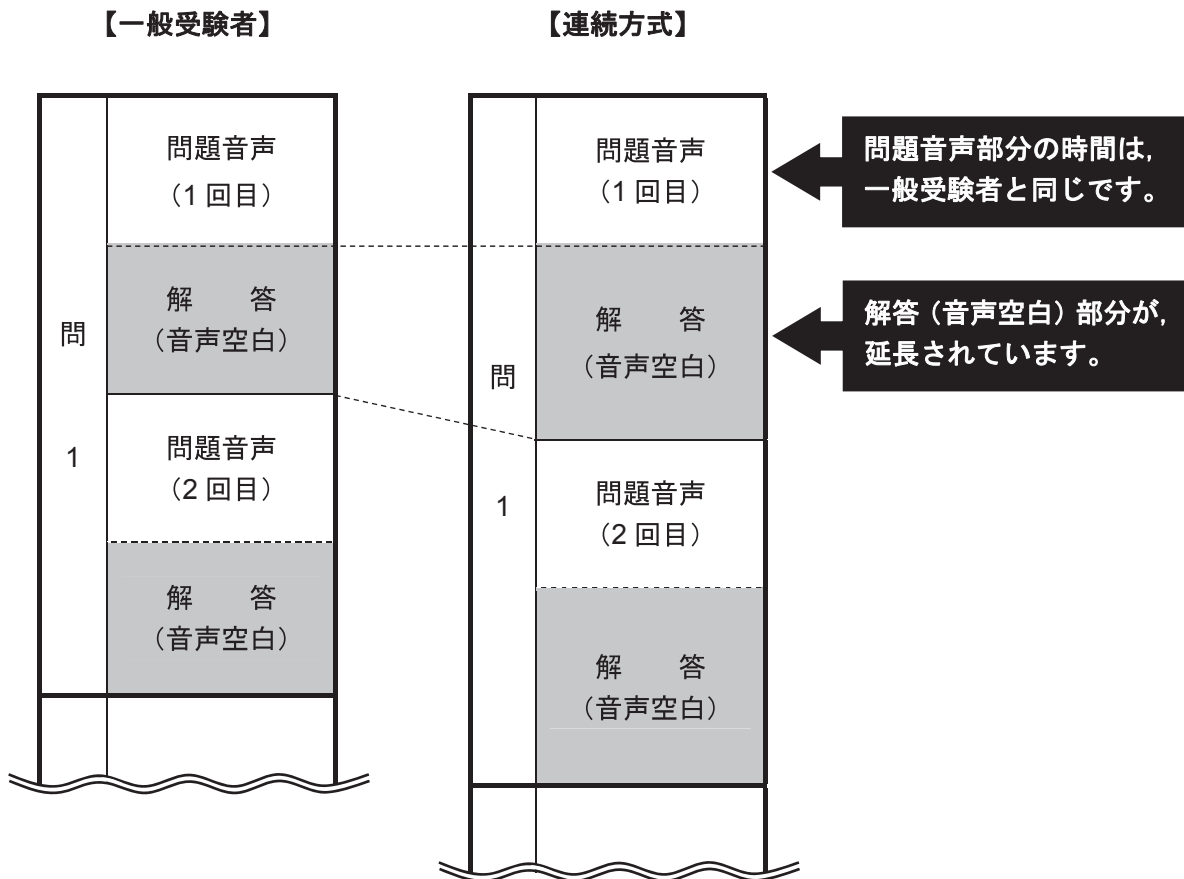 【一般受験者】
問
1
問題音声
（1 回目）
解　　答
（音声空白）
問題音声
（2 回目）
解　　答
（音声空白）
【連続方式】
問
1
問題音声
（1 回目）
解　　答
（音声空白）
問題音声
（2 回目）
解　　答
（音声空白）
問題音声部分の時間は，
一般受験者と同じです。
解答（音声空白）部分が，
延長されています。